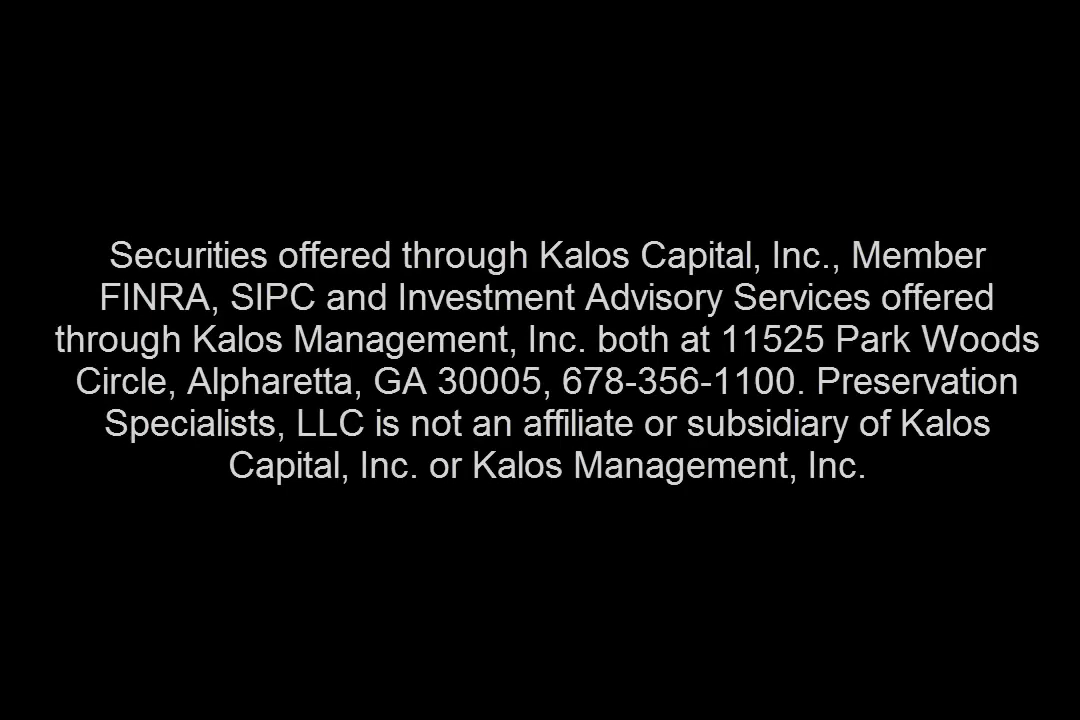 Securities offered through Kalos Capital, Inc., Member
FINRA, SIPC and Investment Advisory Services offered
through Kalos Management, Inc. both at 11525 Park Woods
Circle, Alpharetta, GA 30005, 678-356-1100. Preservation
Specialists, LLC is not an affiliate or subsidiary of Kalos
Capital, Inc. or Kalos Management, Inc.